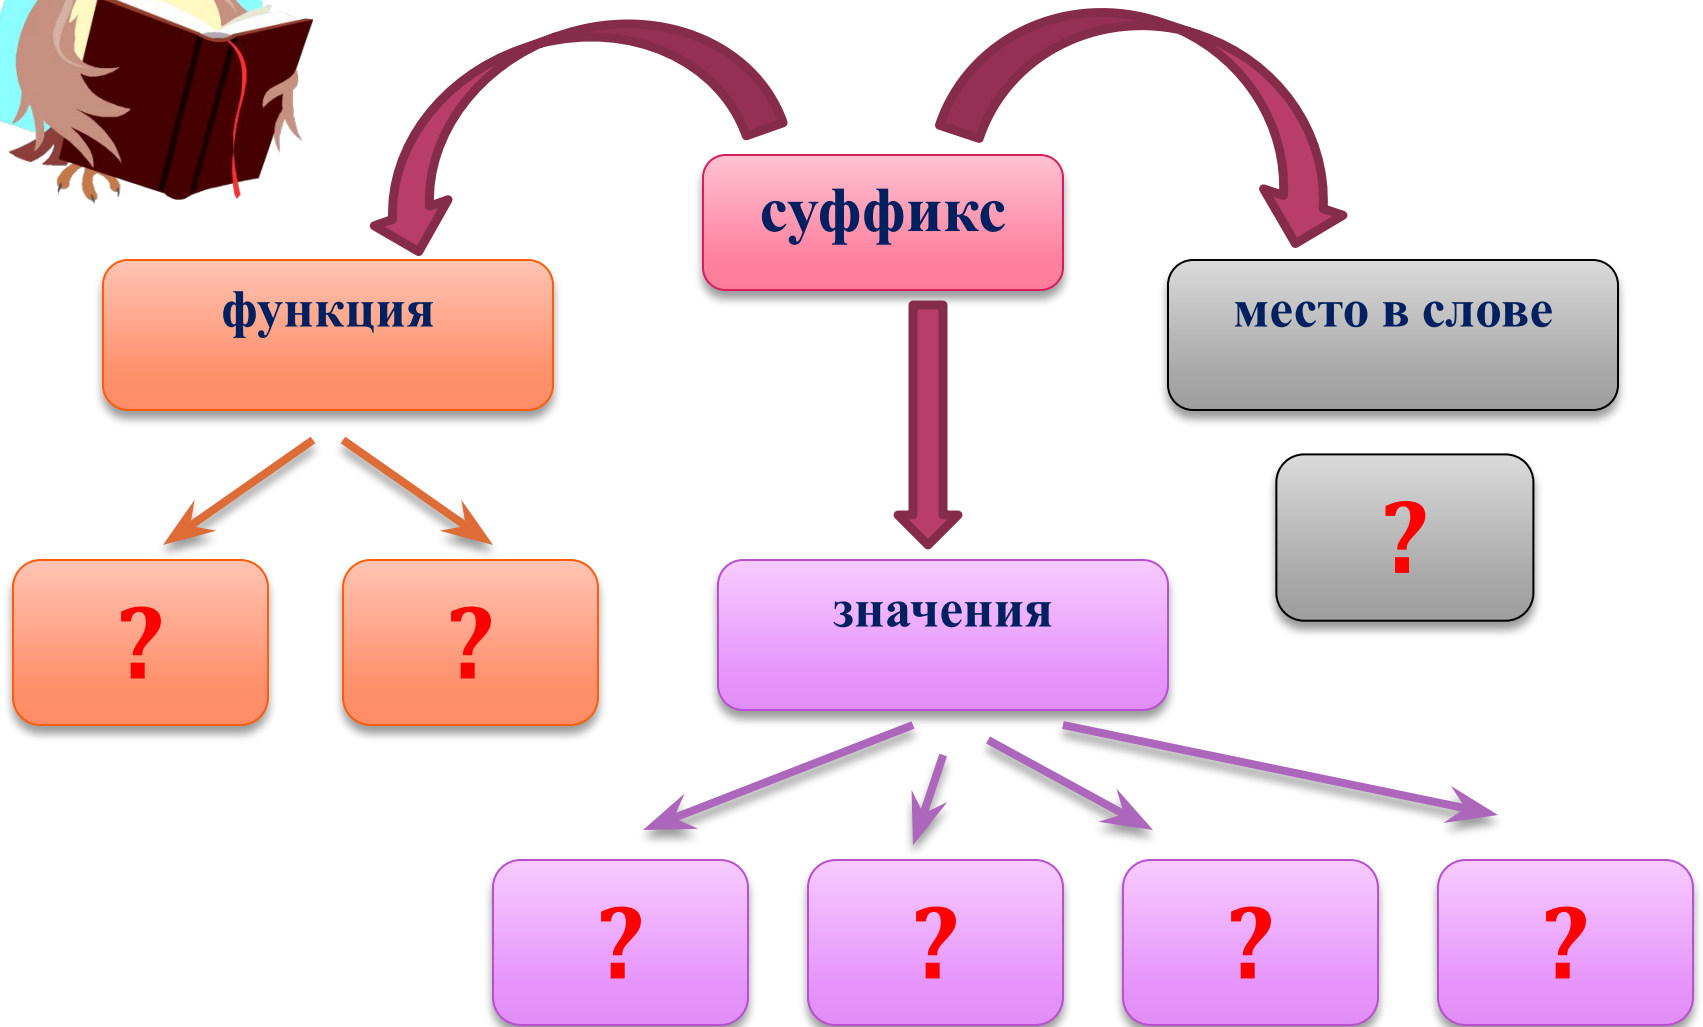 суффикс
функция
место в слове
?
?
?
значения
?
?
?
?